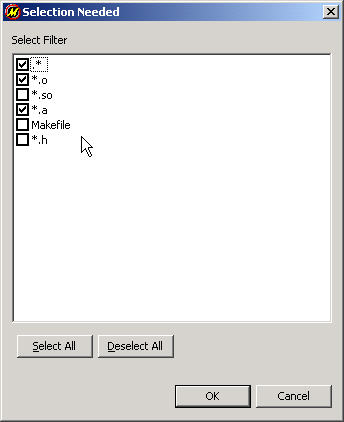 Selection Needed
Select Filter
.*
*.o
*.so
*.a
Makefile
*.h
Select All
Deselect All
OK
Cancel